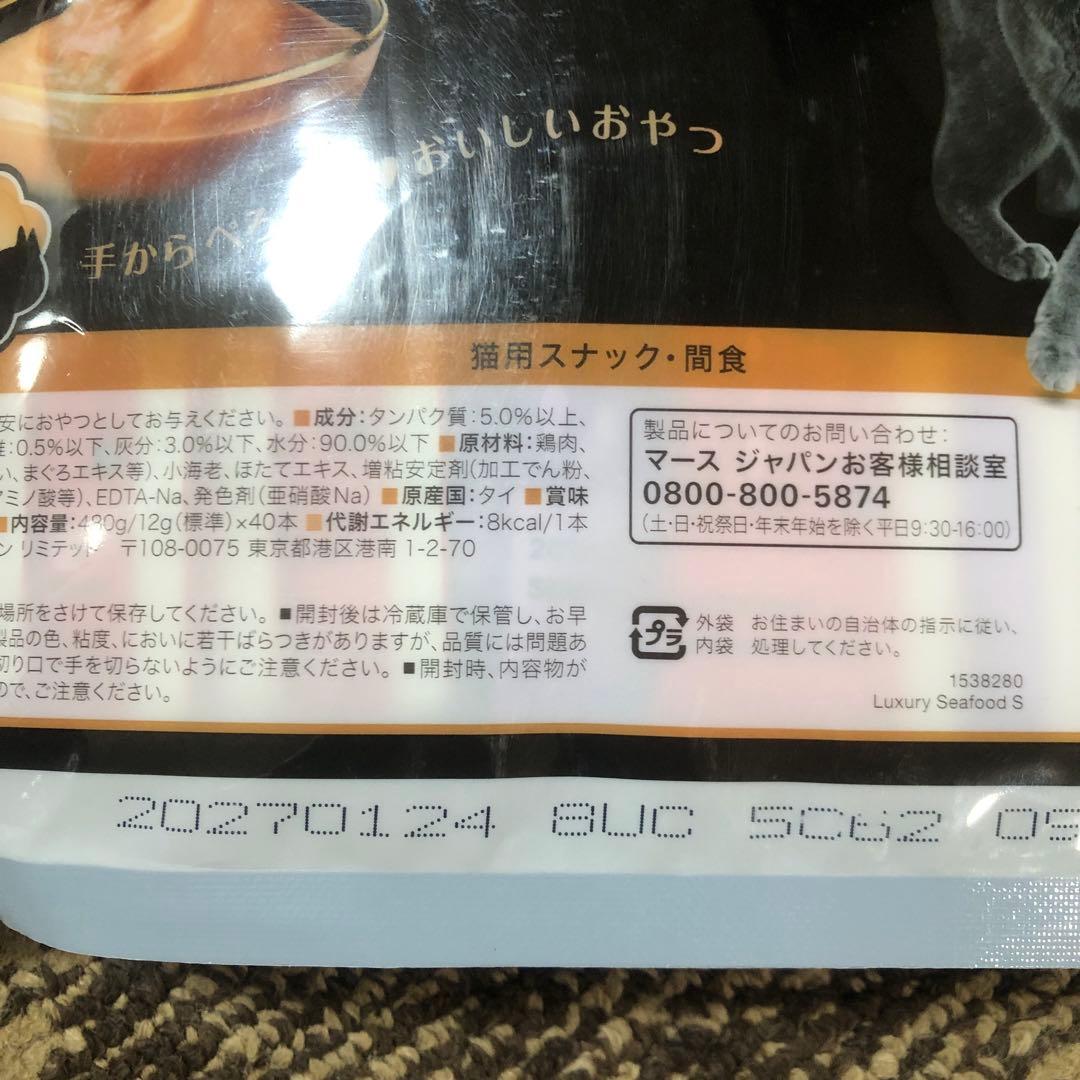 おいしいおやつ
手からぺろ
猫用スナック・間食
安におやつとしてお与えください。■成分:タンパク質:5.0%以上、
:0.5%以下、灰分:3.0%以下、水分:90.0%以下 ■原材料:鶏肉、
い、まぐろエキス等)、小海老、ほたてエキス、増粘安定剤(加工でん粉、
アミノ酸等)、EDTA-Na、発色剤(亜硝酸Na) ■原産国:タイ ■賞味
■内容量:480g/12g(標準)×40本 ■代謝エネルギー:8kcal/1本
ン リミテッド 〒108-0075 東京都港区港南 1-2-70
場所をさけて保存してください。■開封後は冷蔵庫で保管し、お早
製品の色、粘度、においに若干ばらつきがありますが、品質には問題あ
切り口で手を切らないようにご注意ください。■開封時、内容物が
ので、ご注意ください。
製品についてのお問い合わせ:
マース ジャパンお客様相談室
0800-800-5874
(土・日・祝祭日・年末年始を除く平日9:30-16:00)
プラ
外袋 お住まいの自治体の指示に従い、
内袋 処理してください。
1538280
Luxury Seafood S
20270124 8UC 5C62 09